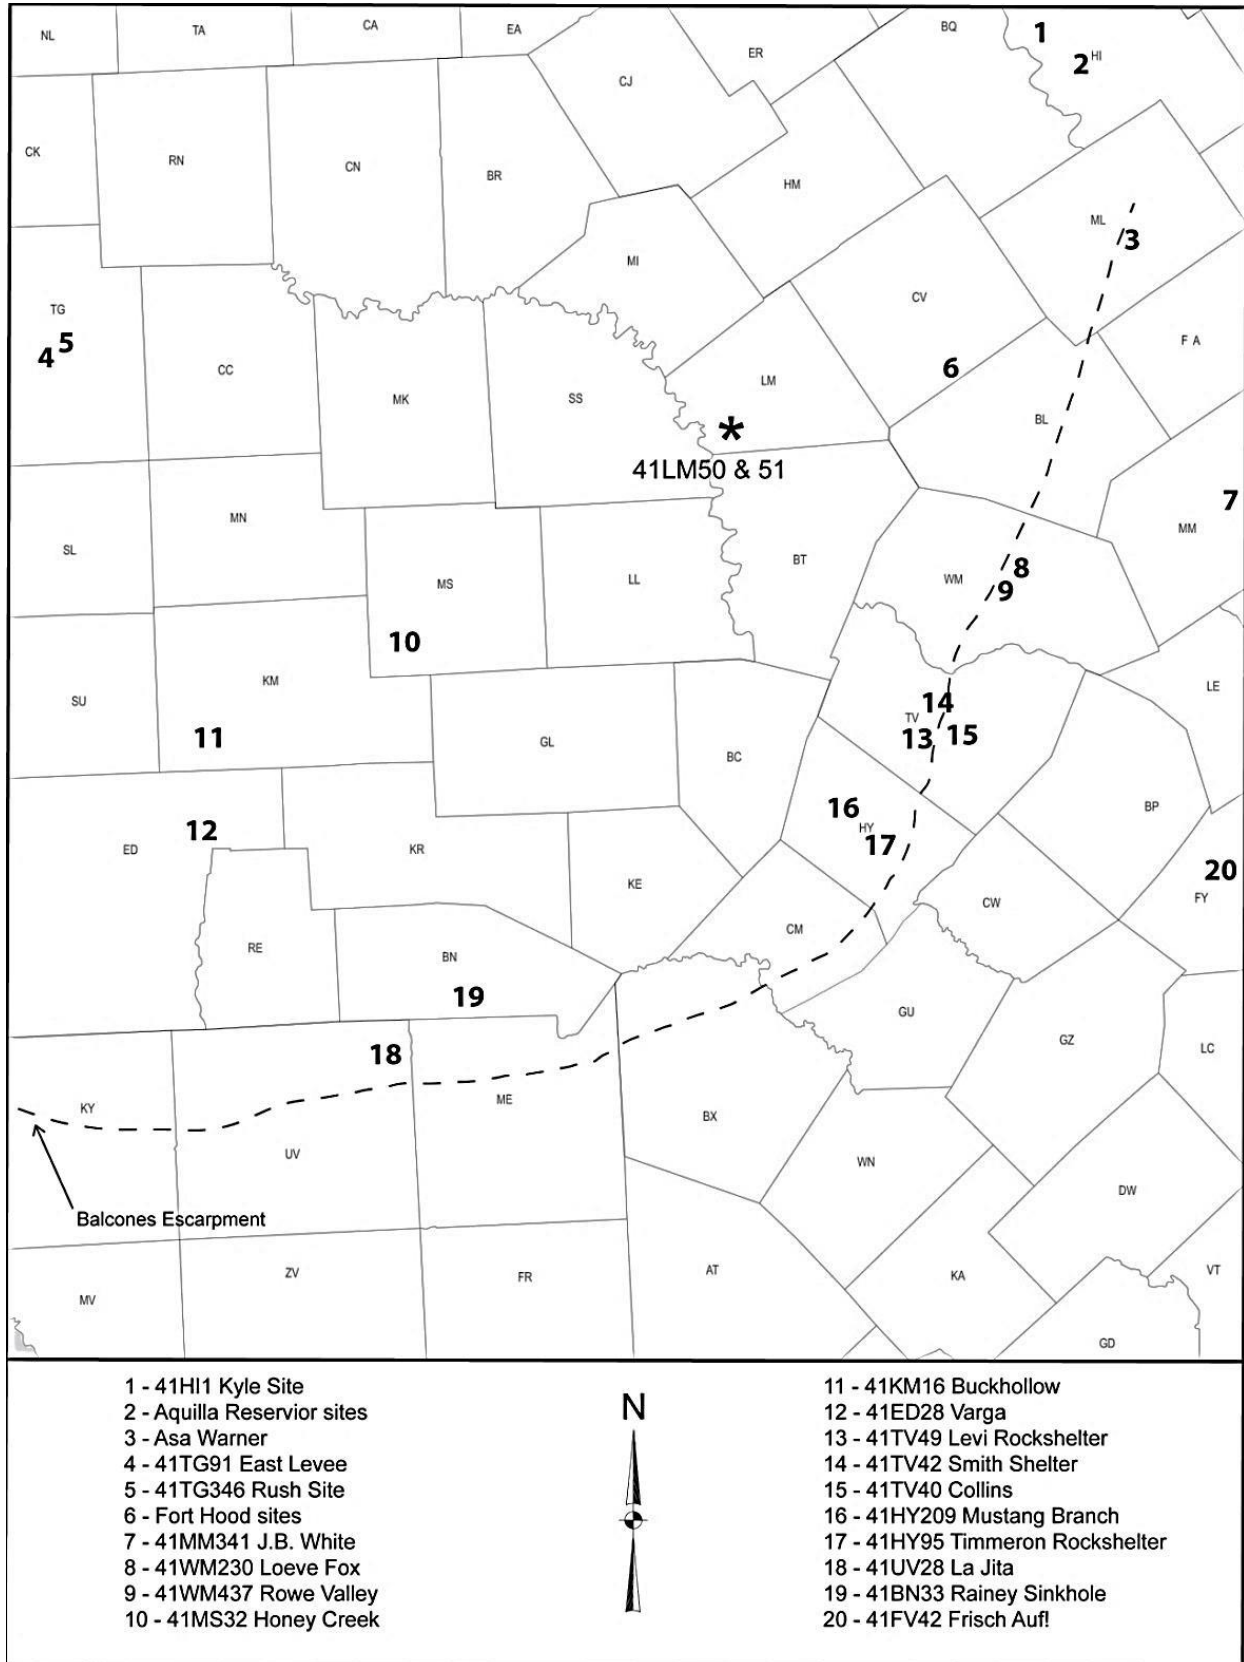 NL TA CA EA ER BQ 1
2 HI
CJ
CK RN CN BR HM
ML 3
MI
TG CV
4 5 FA
CC 6
MK SS LM
BL
*
41LM50 & 51
7
MN MM
SL
BT
MS LL WM 8
9
10
KM LE
SU 14
TV
11 GL BC 13 15
16 BP
12 HY
ED KR 17
KE 20
CW FY
RE BN CM
19
GU
18 GZ LC
KY ME
BX
UV
WN
DW
Balcones Escarpment
ZV FR AT KA VT
MV
GD
1 - 41HI1 Kyle Site
2 - Aquilla Reservior sites
3 - Asa Warner
4 - 41TG91 East Levee
5 - 41TG346 Rush Site
6 - Fort Hood sites
7 - 41MM341 J.B. White
8 - 41WM230 Loeve Fox
9 - 41WM437 Rowe Valley
10 - 41MS32 Honey Creek
N
11 - 41KM16 Buckhollow
12 - 41ED28 Varga
13 - 41TV49 Levi Rockshelter
14 - 41TV42 Smith Shelter
15 - 41TV40 Collins
16 - 41HY209 Mustang Branch
17 - 41HY95 Timmeron Rockshelter
18 - 41UV28 La Jita
19 - 41BN33 Rainey Sinkhole
20 - 41FV42 Frisch Auf!